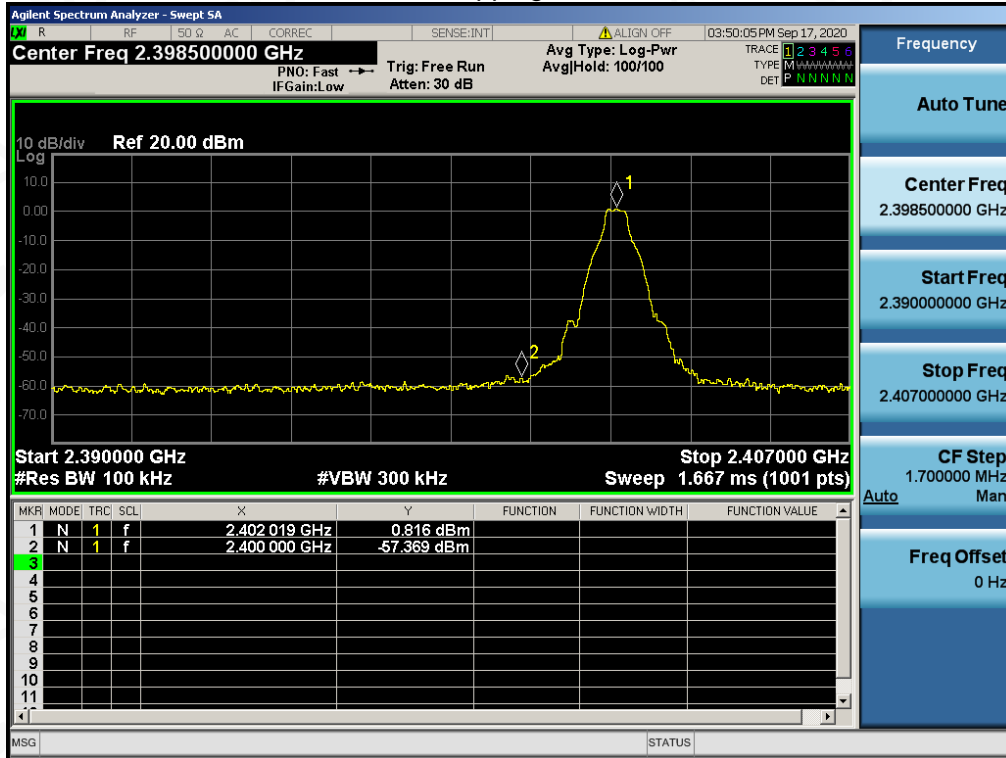 Agilent Spectrum Analyzer - Swept SA
LXI R RF 50 Ω AC CORREC SENSE:INT ALIGN OFF 03:50:05 PM Sep 17, 2020
Center Freq 2.398500000 GHz
PNO: Fast
IFGain:Low
Trig: Free Run
Atten: 30 dB
Avg Type: Log-Pwr
Avg|Hold: 100/100
TRACE 1 2 3 4 5 6
TYPE M W W W W W
DET P N N N N N
10 dB/div Ref 20.00 dBm
Log
10.0
0.00
-10.0
-20.0
-30.0
-40.0
-50.0
-60.0
-70.0
1
2
Start 2.390000 GHz Stop 2.407000 GHz
#Res BW 100 kHz #VBW 300 kHz Sweep 1.667 ms (1001 pts)
MKR MODE TRC SCL X Y FUNCTION FUNCTION WIDTH FUNCTION VALUE
1 N 1 f 2.402 019 GHz 0.816 dBm
2 N 1 f 2.400 000 GHz -57.369 dBm
3
4
5
6
7
8
9
10
11
MSG STATUS
Frequency
Auto Tune
Center Freq
2.398500000 GHz
Start Freq
2.390000000 GHz
Stop Freq
2.407000000 GHz
CF Step
1.700000 MHz
Auto Man
Freq Offset
0 Hz